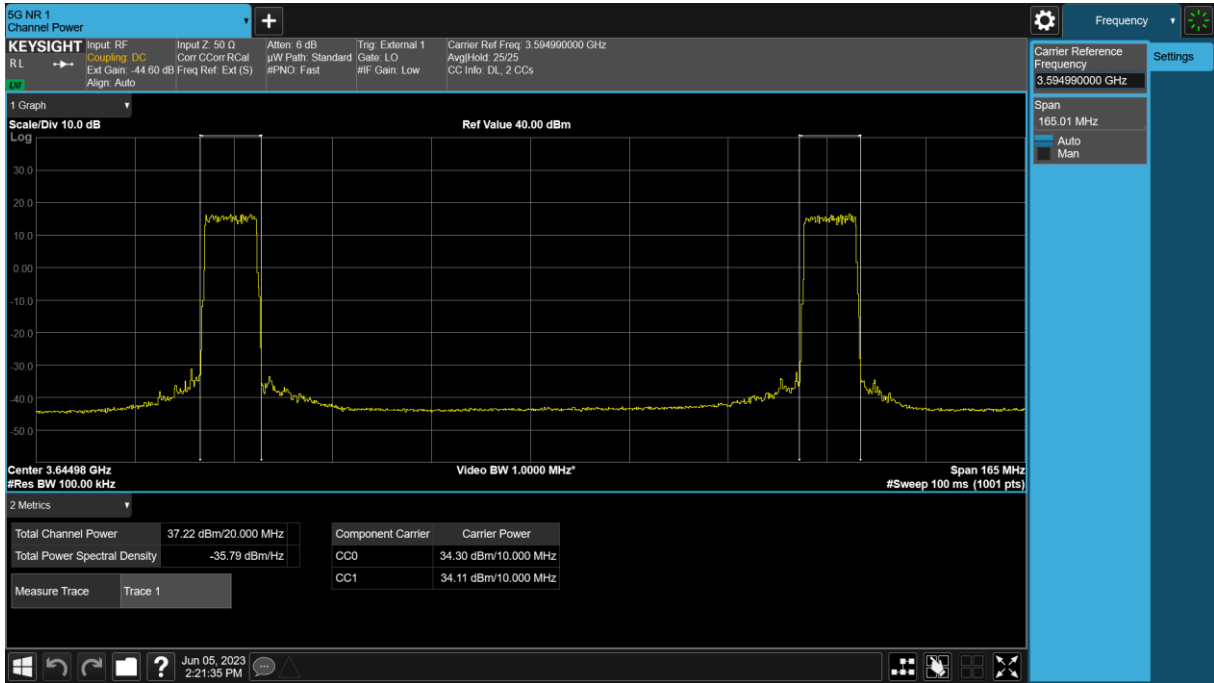 5G NR 1
Channel Power
Frequency
KEYSIGHT
R L
LXI
Input: RF
Coupling: DC
Ext Gain: -44.60 dB
Align: Auto
Input Z: 50 Ω
Corr CCorr RCal
Freq Ref: Ext (S)
Atten: 6 dB
µW Path: Standard
#PNO: Fast
Trig: External 1
Gate: LO
#IF Gain: Low
Carrier Ref Freq: 3.594990000 GHz
Avg|Hold: 25/25
CC Info: DL, 2 CCs
Carrier Reference
Frequency
3.594990000 GHz
Settings
Span
165.01 MHz
Auto
Man
1 Graph
Scale/Div 10.0 dB
Ref Value 40.00 dBm
Log
30.0
20.0
10.0
0.00
-10.0
-20.0
-30.0
-40.0
-50.0
Center 3.64498 GHz
Video BW 1.0000 MHz*
Span 165 MHz
#Res BW 100.00 kHz
#Sweep 100 ms (1001 pts)
2 Metrics
Total Channel Power 37.22 dBm/20.000 MHz
Total Power Spectral Density -35.79 dBm/Hz
Measure Trace Trace 1
Component Carrier Carrier Power
CC0 34.30 dBm/10.000 MHz
CC1 34.11 dBm/10.000 MHz
?
Jun 05, 2023
2:21:35 PM